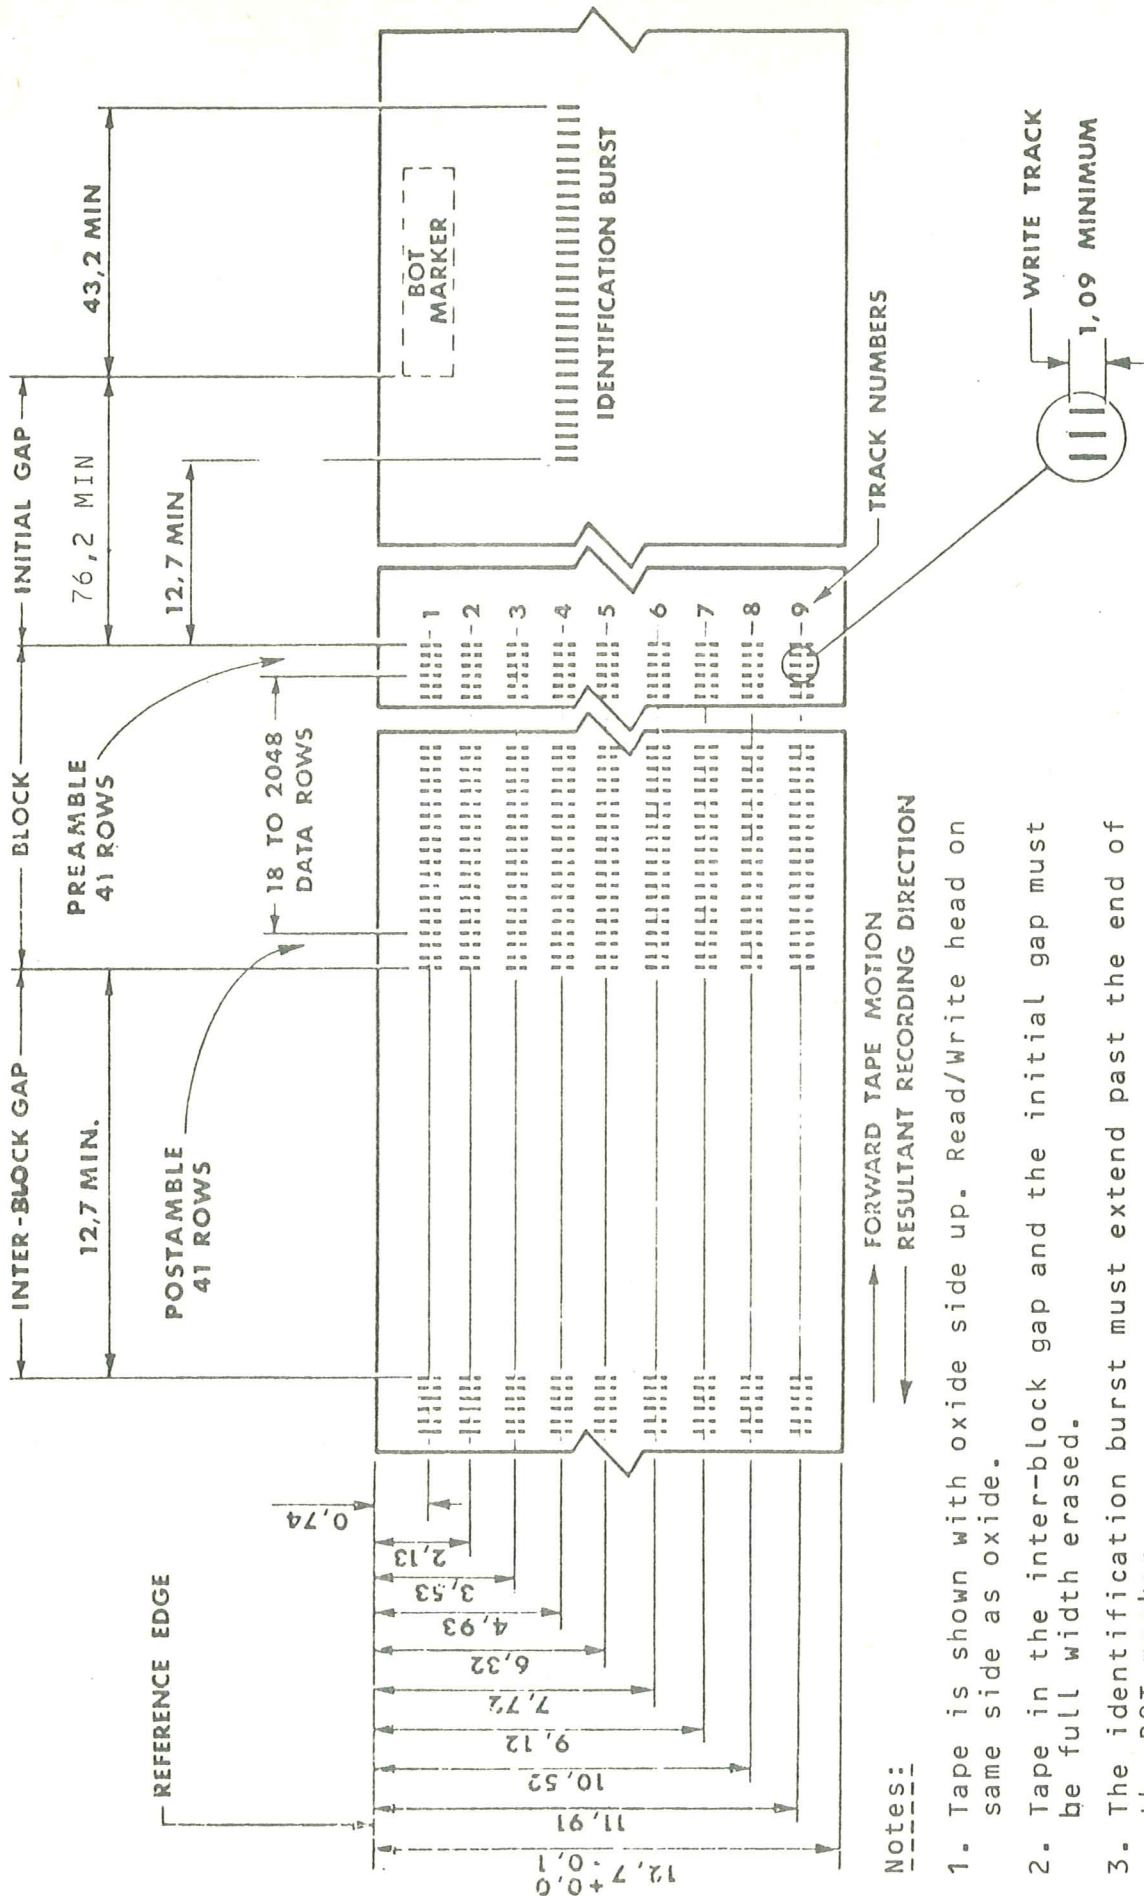 INTER-BLOCK GAP
BLOCK
INITIAL GAP
12,7 MIN.
PREAMBLE
41 ROWS
76,2 MIN
43,2 MIN
POSTAMBLE
41 ROWS
18 TO 2048
DATA ROWS
12,7 MIN
REFERENCE EDGE
0,74
2,13
3,53
4,93
6,32
7,72
9,12
10,52
11,91
12,7 +0,0
-0,1
1
2
3
4
5
6
7
8
9
BOT
MARKER
IDENTIFICATION BURST
TRACK NUMBERS
WRITE TRACK
1,09 MINIMUM
FORWARD TAPE MOTION
RESULTANT RECORDING DIRECTION
Notes:
1. Tape is shown with oxide side up. Read/Write head on
same side as oxide.
2. Tape in the inter-block gap and the initial gap must
be full width erased.
3. The identification burst must extend past the end of